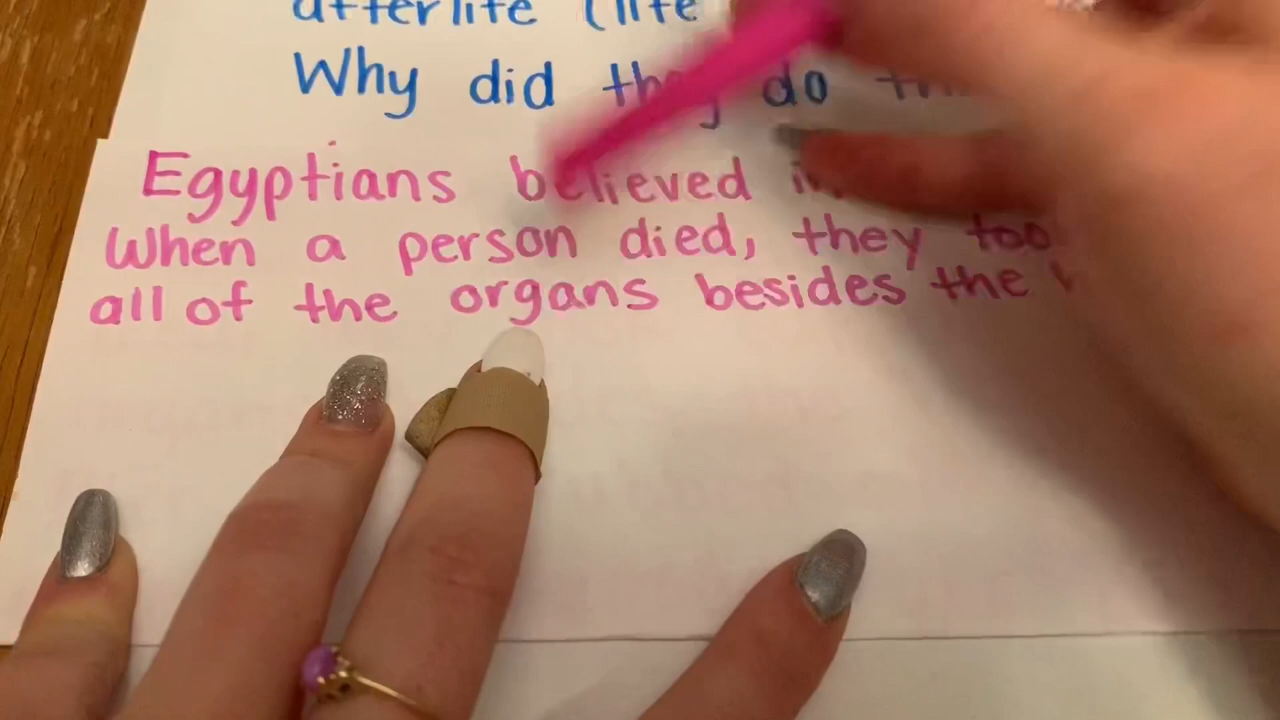 afterlife (life
Why did they do
Egyptians believed
When a person died, they
all of the organs besides the